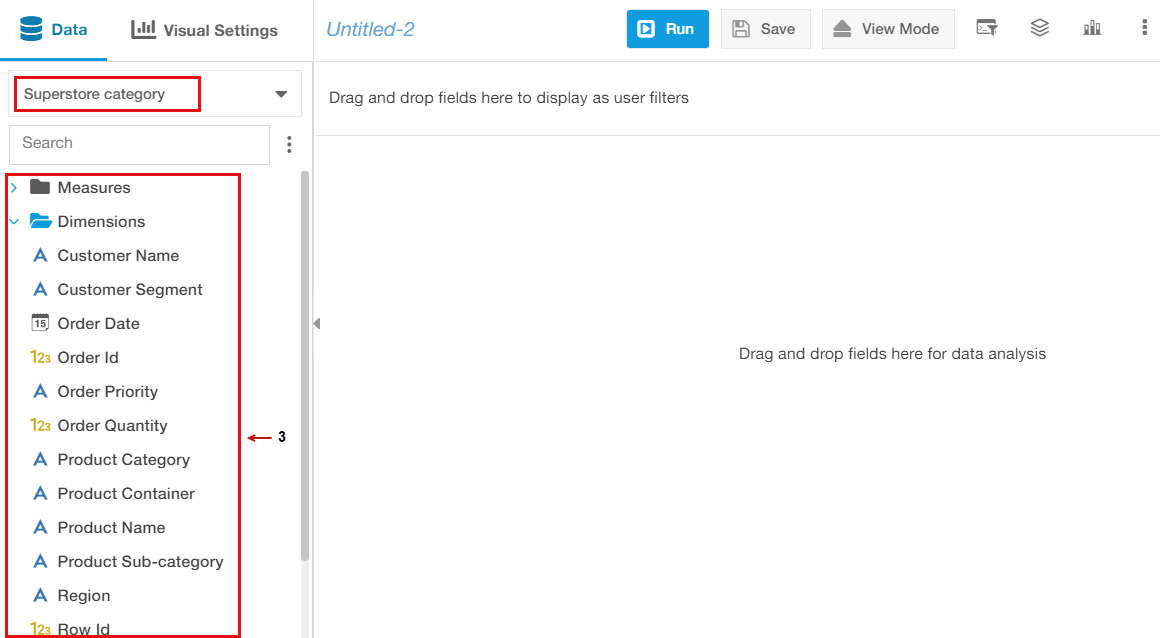 Data
Visual Settings
Untitled-2
Run
Save
View Mode
Superstore category
Drag and drop fields here to display as user filters
Search
Measures
Dimensions
A Customer Name
A Customer Segment
15 Order Date
123 Order Id
A Order Priority
123 Order Quantity
3
A Product Category
A Product Container
A Product Name
A Product Sub-category
A Region
123 Row Id
Drag and drop fields here for data analysis